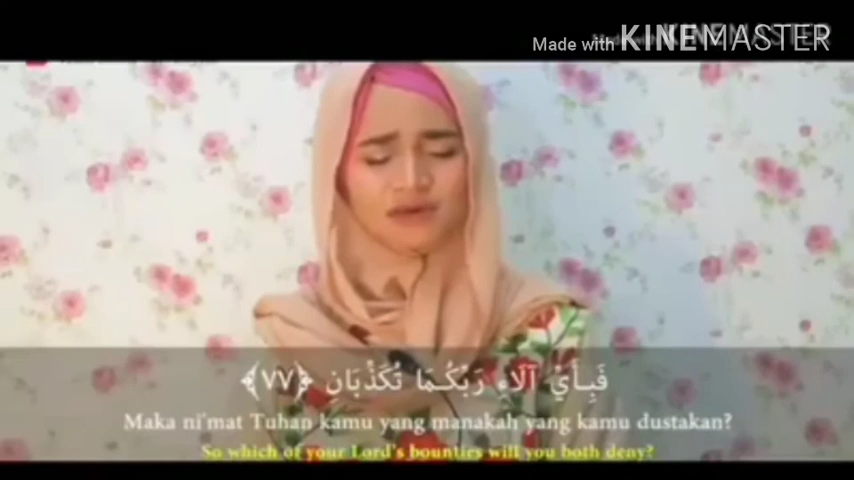 Made with KINEMASTER
فَبِأَيِّ آلَاءِ رَبِّكُمَا تُكَذِّبَانِ ﴿٧٧﴾
Maka ni'mat Tuhan kamu yang manakah yang kamu dustakan?
So which of your Lord's bounties will you both deny?